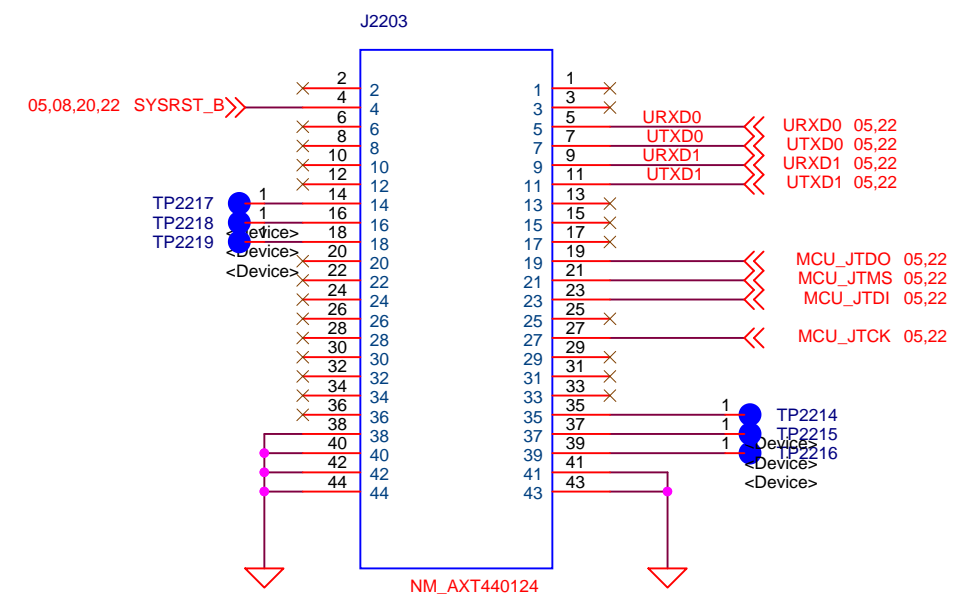 J2203
2 2 1 1
05,08,20,22 SYSRST_B 4 4 3 3
6 6 5 5 URXD0 URXD0 05,22
8 8 7 7 UTXD0 UTXD0 05,22
10 10 9 9 URXD1 URXD1 05,22
12 12 11 11 UTXD1 UTXD1 05,22
TP2217 1 14 14 13 13
TP2218 1 16 16 15 15
<Device>
TP2219 1 18 18 17 17
<Device>
20 20 19 19 MCU_JTDO 05,22
<Device>
22 22 21 21 MCU_JTMS 05,22
24 24 23 23 MCU_JTDI 05,22
26 26 25 25
28 28 27 27 MCU_JTCK 05,22
30 30 29 29
32 32 31 31
34 34 33 33
36 36 35 35 1 TP2214
38 38 37 37 1 TP2215
<Device>
40 40 39 39 1 TP2216
<Device>
42 42 41 41
<Device>
44 44 43 43
NM_AXT440124